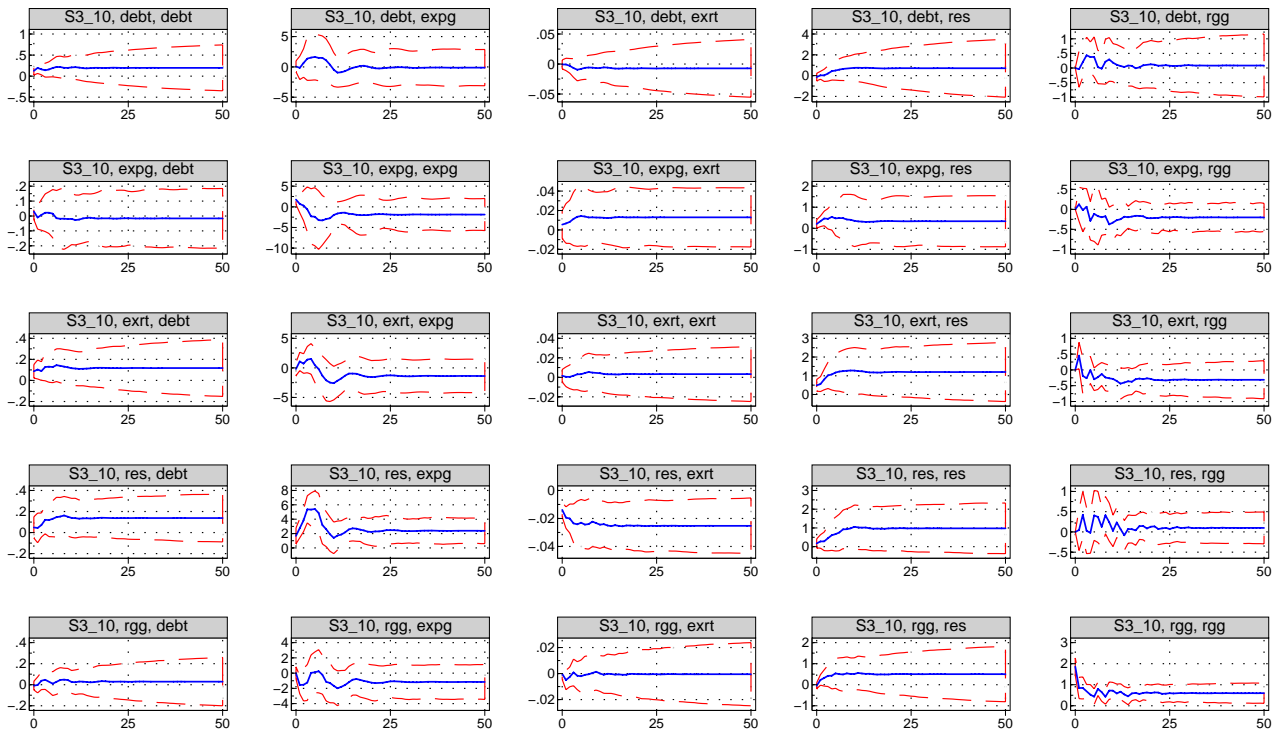 S3_10, debt, debt
1
.5
0
−.5
0 25 50
S3_10, debt, expg
5
0
−5
0 25 50
S3_10, debt, exrt
.05
0
−.05
0 25 50
S3_10, debt, res
4
2
0
−2
0 25 50
S3_10, debt, rgg
1
.5
0
−.5
−1
0 25 50
S3_10, expg, debt
.2
.1
0
−.1
−.2
0 25 50
S3_10, expg, expg
5
0
−5
−10
0 25 50
S3_10, expg, exrt
.04
.02
0
−.02
0 25 50
S3_10, expg, res
2
1
0
−1
0 25 50
S3_10, expg, rgg
.5
0
−.5
−1
0 25 50
S3_10, exrt, debt
.4
.2
0
−.2
0 25 50
S3_10, exrt, expg
5
0
−5
0 25 50
S3_10, exrt, exrt
.04
.02
0
−.02
0 25 50
S3_10, exrt, res
3
2
1
0
0 25 50
S3_10, exrt, rgg
1
.5
0
−.5
−1
0 25 50
S3_10, res, debt
.4
.2
0
−.2
0 25 50
S3_10, res, expg
8
6
4
2
0
0 25 50
S3_10, res, exrt
0
−.02
−.04
0 25 50
S3_10, res, res
3
2
1
0
0 25 50
S3_10, res, rgg
1
.5
0
−.5
0 25 50
S3_10, rgg, debt
.4
.2
0
−.2
0 25 50
S3_10, rgg, expg
4
2
0
−2
−4
0 25 50
S3_10, rgg, exrt
.02
0
−.02
0 25 50
S3_10, rgg, res
2
1
0
−1
0 25 50
S3_10, rgg, rgg
3
2
1
0
0 25 50